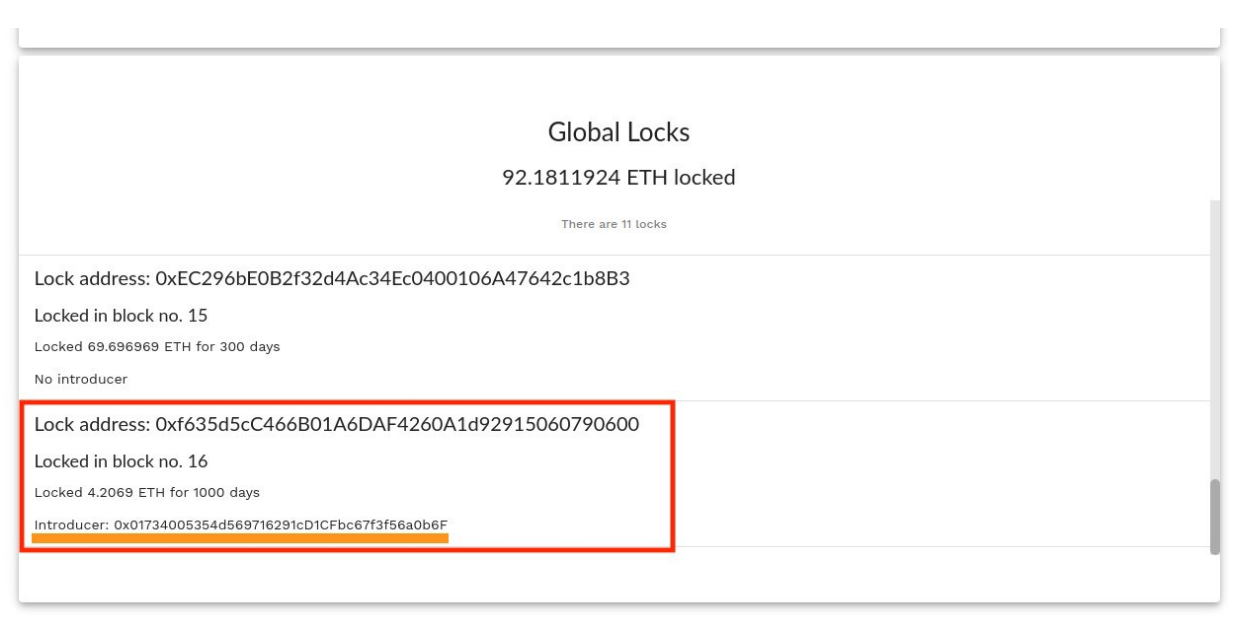 Global Locks
92.1811924 ETH locked
There are 11 locks
Lock address: 0xEC296bE0B2f32d4Ac34Ec0400106A47642c1b8B3
Locked in block no. 15
Locked 69.696969 ETH for 300 days
No introducer
Lock address: 0xf635d5cC466B01A6DAF4260A1d92915060790600
Locked in block no. 16
Locked 4.2069 ETH for 1000 days
Introducer: 0x01734005354d569716291cD1CFbc67f3f56a0b6F